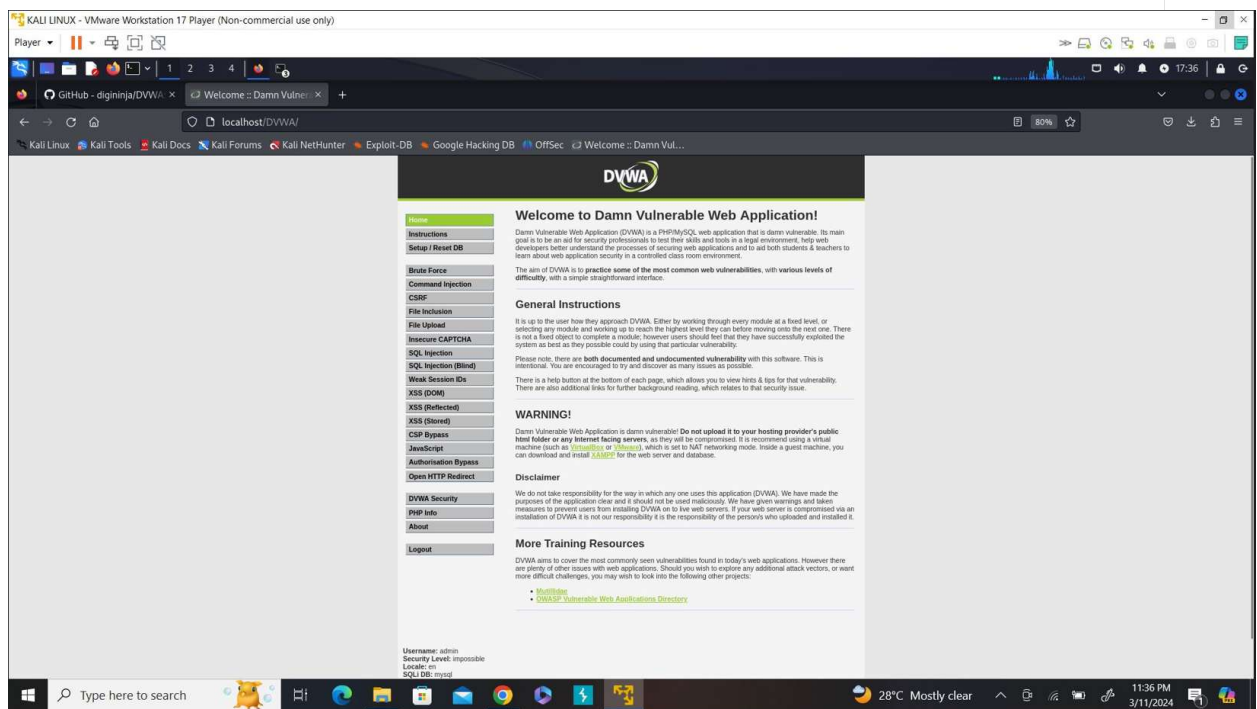 KALI LINUX - VMware Workstation 17 Player (Non-commercial use only)
Player
1 2 3 4
17:36
GitHub - digininja/DVWA:
Welcome :: Damn Vulner
localhost/DVWA/
80%
Kali Linux Kali Tools Kali Docs Kali Forums Kali NetHunter Exploit-DB Google Hacking DB OffSec Welcome :: Damn Vul...
DVWA
Home
Instructions
Setup / Reset DB
Brute Force
Command Injection
CSRF
File Inclusion
File Upload
Insecure CAPTCHA
SQL Injection
SQL Injection (Blind)
Weak Session IDs
XSS (DOM)
XSS (Reflected)
XSS (Stored)
CSP Bypass
JavaScript
Authorisation Bypass
Open HTTP Redirect
DVWA Security
PHP Info
About
Logout
Welcome to Damn Vulnerable Web Application!
Damn Vulnerable Web Application (DVWA) is a PHP/MySQL web application that is damn vulnerable. Its main
goal is to be an aid for security professionals to test their skills and tools in a legal environment, help web
developers better understand the processes of securing web applications and to aid both students & teachers to
learn about web application security in a controlled class room environment.
The aim of DVWA is to practice some of the most common web vulnerabilities, with various levels of
difficultly, with a simple straightforward interface.
General Instructions
It is up to the user how they approach DVWA. Either by working through every module at a fixed level, or
selecting any module and working up to reach the highest level they can before moving onto the next one. There
is not a fixed object to complete a module; however users should feel that they have successfully exploited the
system as best as they possible could by using that particular vulnerability.
Please note, there are both documented and undocumented vulnerability with this software. This is
intentional. You are encouraged to try and discover as many issues as possible.
There is a help button at the bottom of each page, which allows you to view hints & tips for that vulnerability.
There are also additional links for further background reading, which relates to that security issue.
WARNING!
Damn Vulnerable Web Application is damn vulnerable! Do not upload it to your hosting provider's public
html folder or any Internet facing servers, as they will be compromised. It is recommend using a virtual
machine (such as VirtualBox or VMware), which is set to NAT networking mode. Inside a guest machine, you
can download and install XAMPP for the web server and database.
Disclaimer
We do not take responsibility for the way in which any one uses this application (DVWA). We have made the
purposes of the application clear and it should not be used maliciously. We have given warnings and taken
measures to prevent users from installing DVWA on to live web servers. If your web server is compromised via an
installation of DVWA it is not our responsibility it is the responsibility of the person/s who uploaded and installed it.
More Training Resources
DVWA aims to cover the most commonly seen vulnerabilities found in today's web applications. However there
are plenty of other issues with web applications. Should you wish to explore any additional attack vectors, or want
more difficult challenges, you may wish to look into the following other projects:
Mutillidae
OWASP Vulnerable Web Applications Directory
Username: admin
Security Level: impossible
Locale: en
SQLi DB: mysql
Type here to search
28°C Mostly clear
11:36 PM
3/11/2024